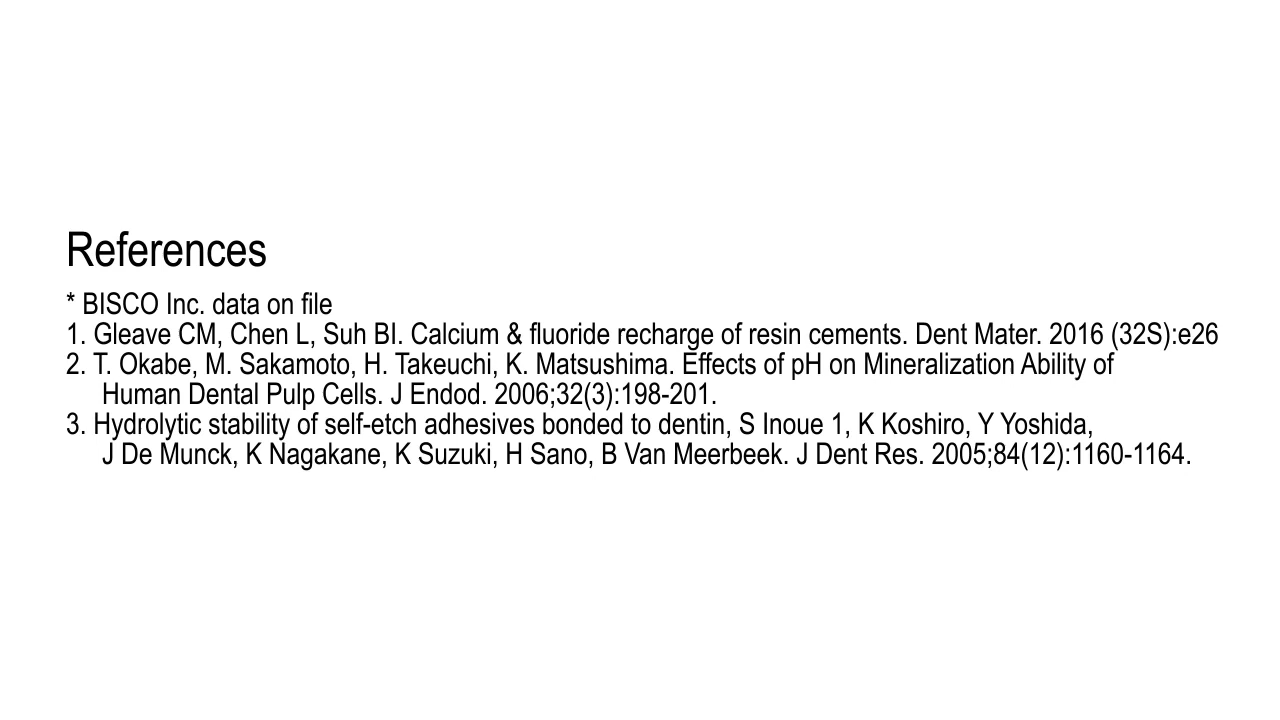 References
* BISCO Inc. data on file
1. Gleave CM, Chen L, Suh BI. Calcium & fluoride recharge of resin cements. Dent Mater. 2016 (32S):e26
2. T. Okabe, M. Sakamoto, H. Takeuchi, K. Matsushima. Effects of pH on Mineralization Ability of
Human Dental Pulp Cells. J Endod. 2006;32(3):198-201.
3. Hydrolytic stability of self-etch adhesives bonded to dentin, S Inoue 1, K Koshiro, Y Yoshida,
J De Munck, K Nagakane, K Suzuki, H Sano, B Van Meerbeek. J Dent Res. 2005;84(12):1160-1164.